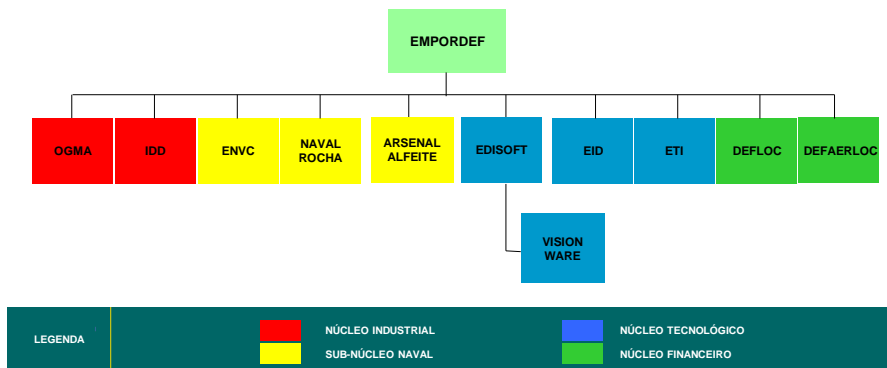 EMPORDEF
OGMA
IDD
ENVC
NAVAL
ROCHA
ARSENAL
ALFEITE
EDISOFT
EID
ETI
DEFLOC
DEFAERLOC
VISION
WARE
LEGENDA
NÚCLEO INDUSTRIAL
NÚCLEO TECNOLÓGICO
SUB-NÚCLEO NAVAL
NÚCLEO FINANCEIRO